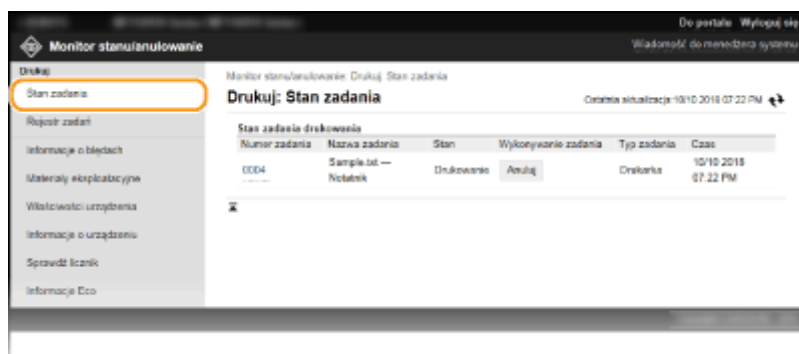 Do portalu Wyloguj się
Monitor stanu/anulowanie
Wiadomość do menedżera systemu
Drukuj
Stan zadania
Rejestr zadań
Informacje o błędach
Materiały eksploatacyjne
Właściwości urządzenia
Informacje o urządzeniu
Sprawdź licznik
Informacje Eco
Monitor stanu/anulowanie: Drukuj: Stan zadania
Drukuj: Stan zadania
Ostatnia aktualizacja:10/10 2018 07:22 PM
Stan zadania drukowania
Numer zadania Nazwa zadania Stan Wykonywanie zadania Typ zadania Czas
0004 Sample.txt — Notatnik Drukowanie Anuluj Drukarka 10/10 2018 07:22 PM